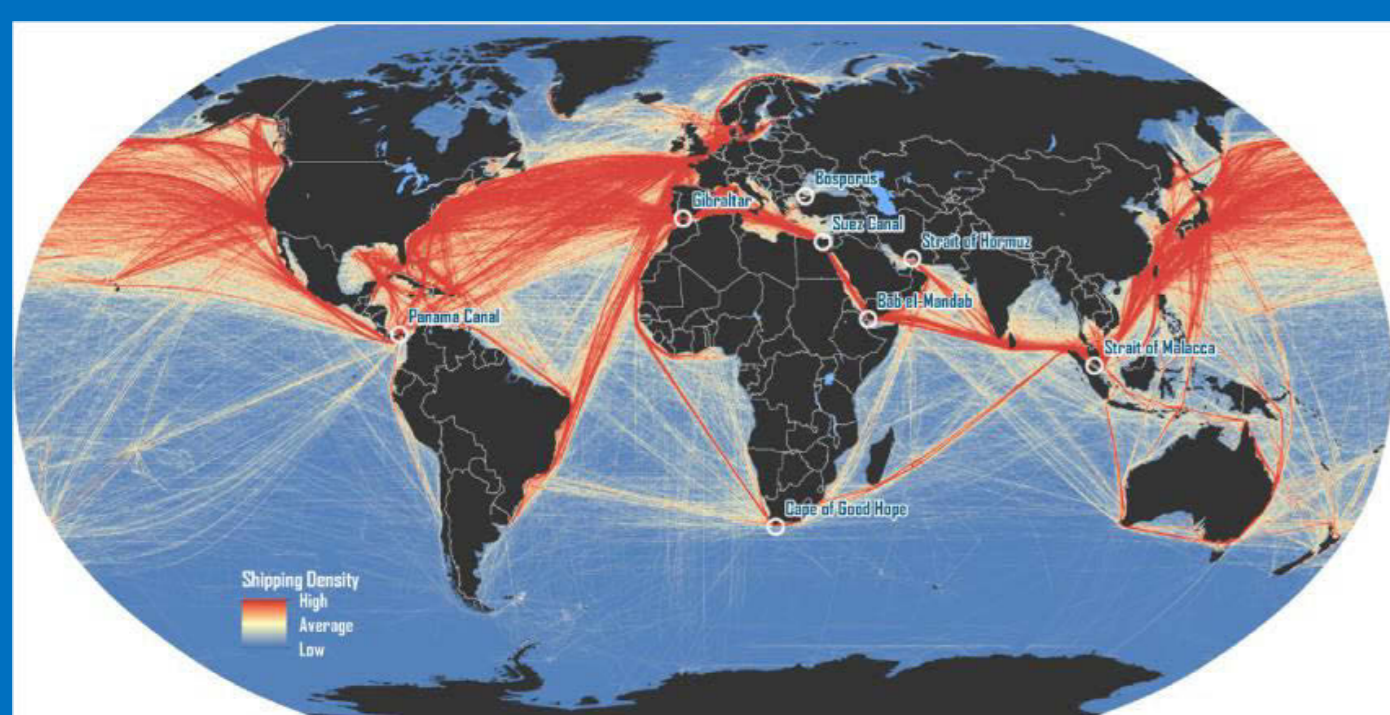 Bosporus
Gibraltar
Suez Canal
Strait of Hormuz
Bab el-Mandab
Panama Canal
Strait of Malacca
Cape of Good Hope
Shipping Density
High
Average
Low